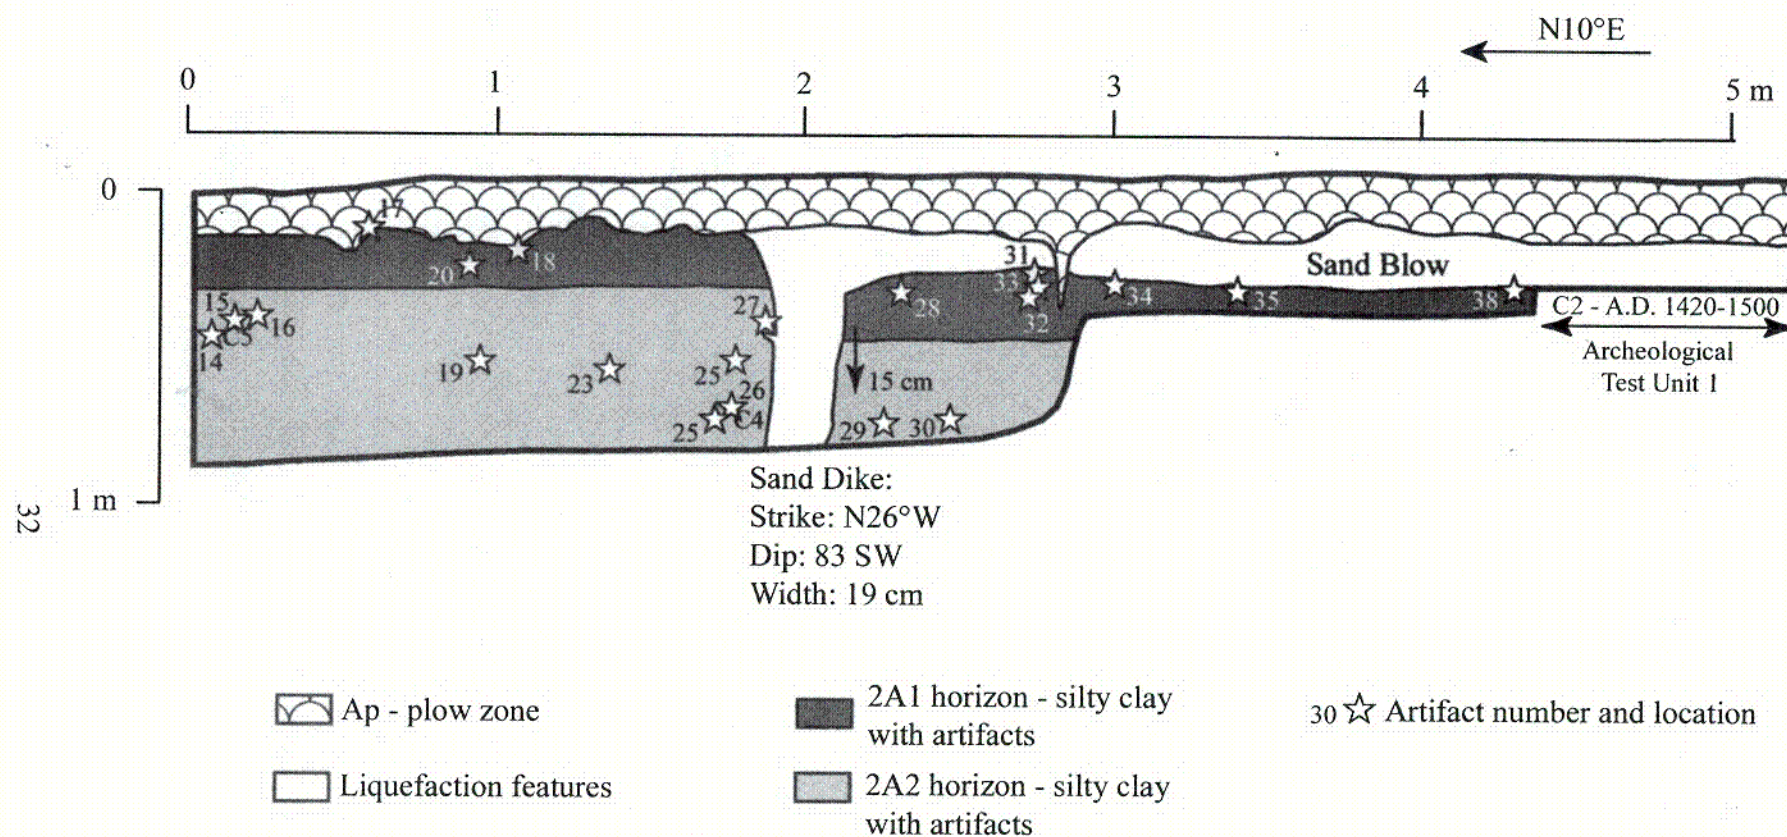 N10°E
0 1 2 3 4 5 m
0
17
18
20
31
33
34
35
38
Sand Blow
28
32
C2 - A.D. 1420-1500
15
16
C3
14
27
Archeological
Test Unit 1
19
23
25
15 cm
26
C4
25
29
30
1 m
32
Sand Dike:
Strike: N26°W
Dip: 83 SW
Width: 19 cm
Ap - plow zone
Liquefaction features
2A1 horizon - silty clay
with artifacts
2A2 horizon - silty clay
with artifacts
30 Artifact number and location